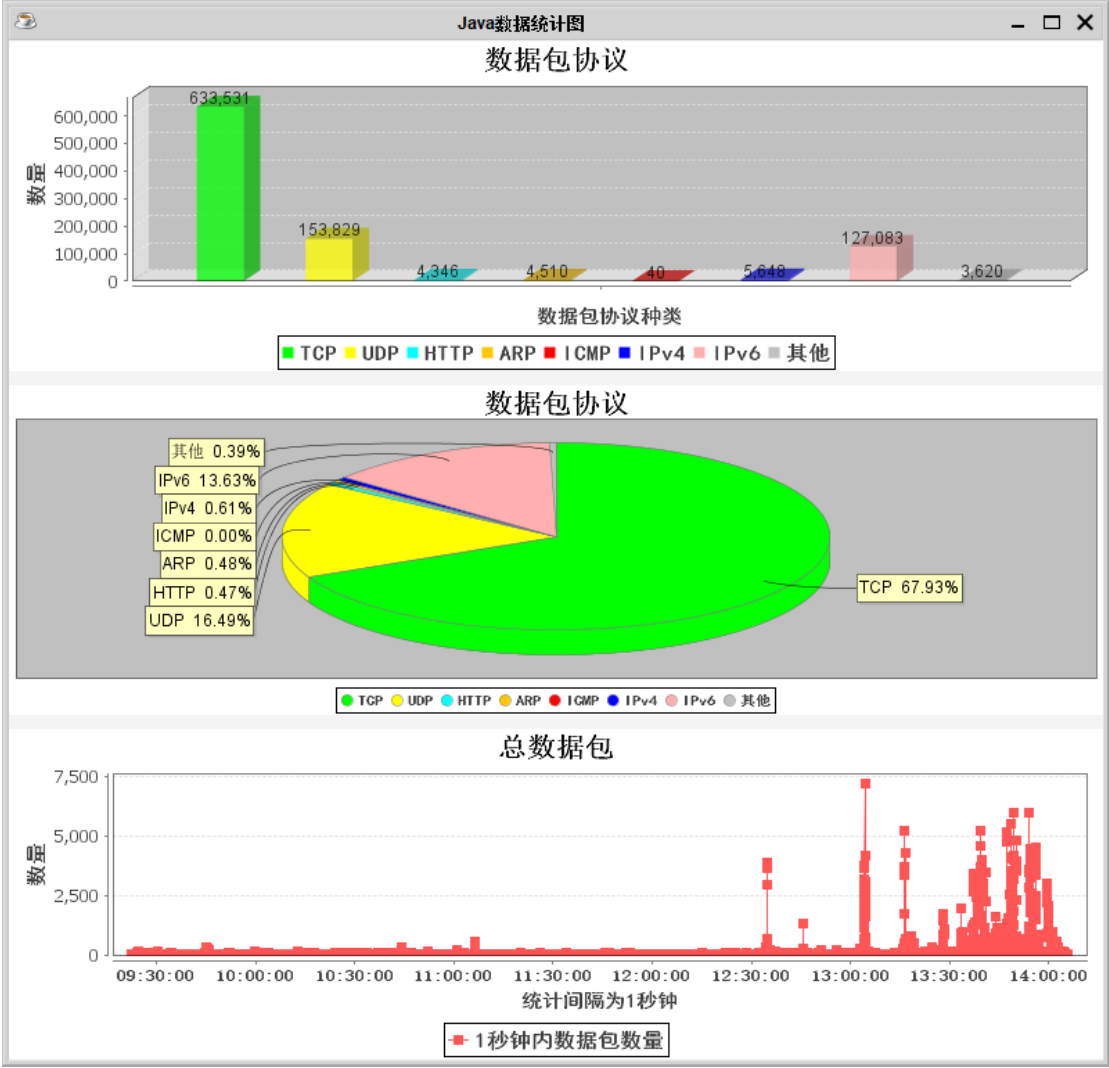 Java数据统计图
数据包协议
633,531
600,000
500,000
400,000
300,000
200,000
100,000
0
数量
153,829
4,346
4,510
40
5,648
127,083
3,620
数据包协议种类
TCP UDP HTTP ARP ICMP IPv4 IPv6 其他
数据包协议
其他 0.39%
IPv6 13.63%
IPv4 0.61%
ICMP 0.00%
ARP 0.48%
HTTP 0.47%
UDP 16.49%
TCP 67.93%
TCP UDP HTTP ARP ICMP IPv4 IPv6 其他
总数据包
7,500
5,000
2,500
0
数量
09:30:00 10:00:00 10:30:00 11:00:00 11:30:00 12:00:00 12:30:00 13:00:00 13:30:00 14:00:00
统计间隔为1秒钟
1秒钟内数据包数量